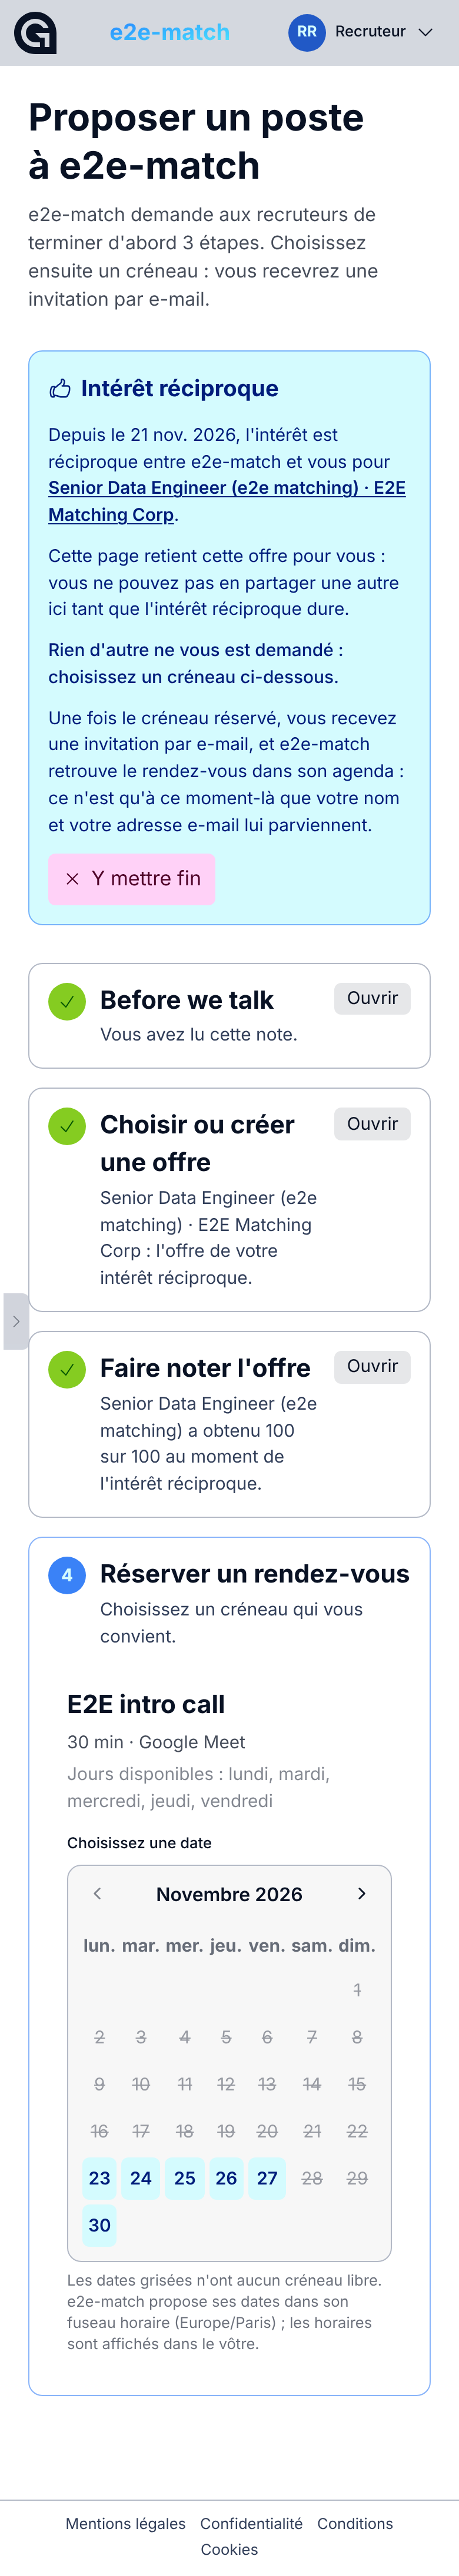 e2e-match
RR Recruteur
Proposer un poste
à e2e-match
e2e-match demande aux recruteurs de
terminer d'abord 3 étapes. Choisissez
ensuite un créneau : vous recevrez une
invitation par e-mail.
Intérêt réciproque
Depuis le 21 nov. 2026, l'intérêt est
réciproque entre e2e-match et vous pour
Senior Data Engineer (e2e matching) · E2E
Matching Corp.
Cette page retient cette offre pour vous :
vous ne pouvez pas en partager une autre
ici tant que l'intérêt réciproque dure.
Rien d'autre ne vous est demandé :
choisissez un créneau ci-dessous.
Une fois le créneau réservé, vous recevez
une invitation par e-mail, et e2e-match
retrouve le rendez-vous dans son agenda :
ce n'est qu'à ce moment-là que votre nom
et votre adresse e-mail lui parviennent.
Y mettre fin
Before we talk
Ouvrir
Vous avez lu cette note.
Choisir ou créer
une offre
Ouvrir
Senior Data Engineer (e2e
matching) · E2E Matching
Corp : l'offre de votre
intérêt réciproque.
Faire noter l'offre
Ouvrir
Senior Data Engineer (e2e
matching) a obtenu 100
sur 100 au moment de
l'intérêt réciproque.
4 Réserver un rendez-vous
Choisissez un créneau qui vous
convient.
E2E intro call
30 min · Google Meet
Jours disponibles : lundi, mardi,
mercredi, jeudi, vendredi
Choisissez une date
Novembre 2026
lun. mar. mer. jeu. ven. sam. dim.
1
2 3 4 5 6 7 8
9 10 11 12 13 14 15
16 17 18 19 20 21 22
23 24 25 26 27 28 29
30
Les dates grisées n'ont aucun créneau libre.
e2e-match propose ses dates dans son
fuseau horaire (Europe/Paris) ; les horaires
sont affichés dans le vôtre.
Mentions légales Confidentialité Conditions
Cookies